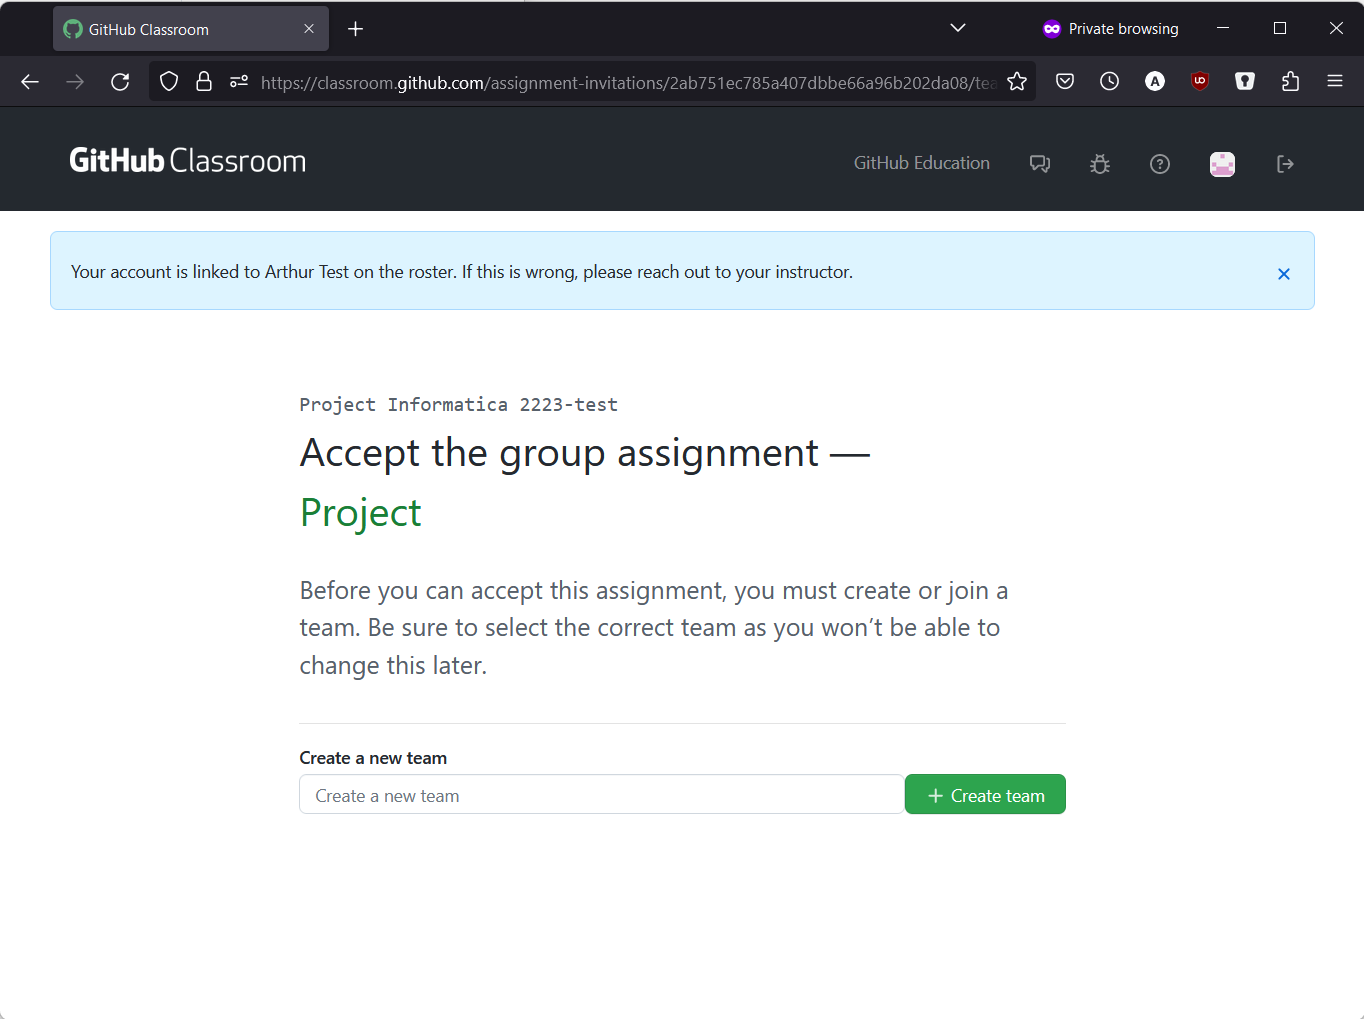 GitHub Classroom
Private browsing
https://classroom.github.com/assignment-invitations/2ab751ec785a407dbbe66a96b202da08/tea
GitHub Classroom
GitHub Education
Your account is linked to Arthur Test on the roster. If this is wrong, please reach out to your instructor.
Project Informatica 2223-test
Accept the group assignment —
Project
Before you can accept this assignment, you must create or join a
team. Be sure to select the correct team as you won’t be able to
change this later.
Create a new team
Create a new team
Create team